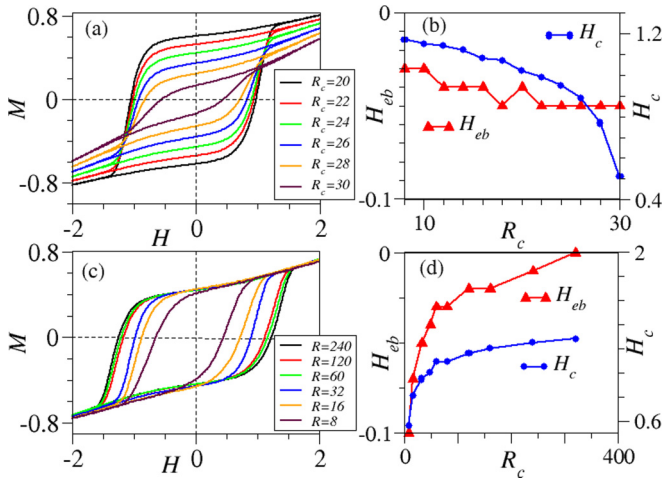 (a)
0.8
0
-0.8
M
-2
0
2
H
R_c=20
R_c=22
R_c=24
R_c=26
R_c=28
R_c=30
(b)
0
-0.1
H_eb
H_c
H_eb
1.2
0.4
H_c
10
30
R_c
(c)
0.8
0
-0.8
M
-2
0
2
H
R=240
R=120
R=60
R=32
R=16
R=8
(d)
0
-0.1
H_eb
H_eb
H_c
2
0.6
H_c
0
200
400
R_c